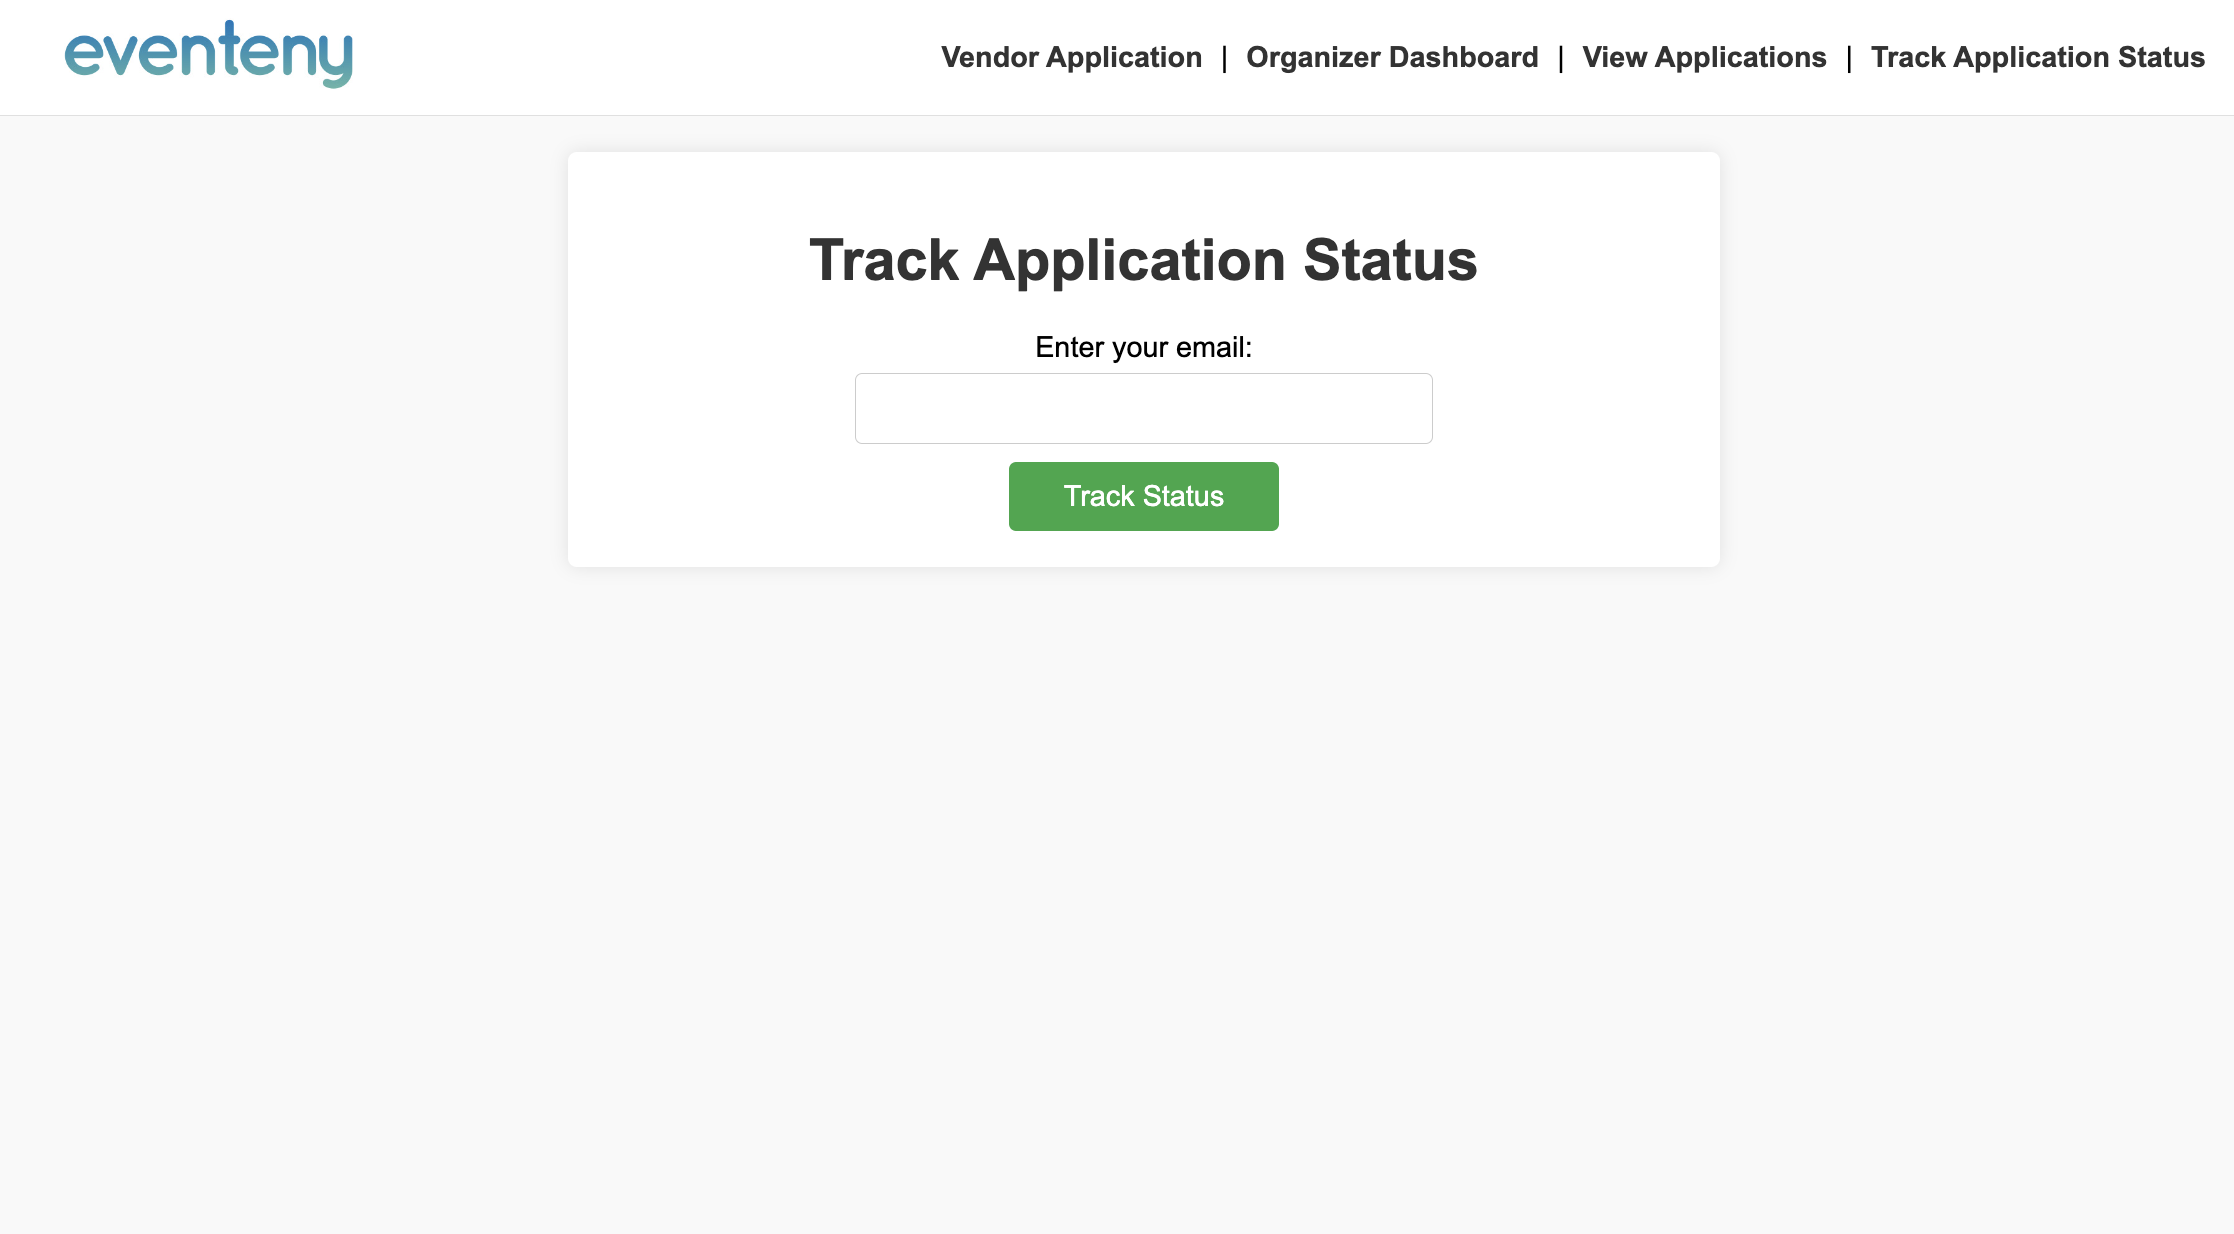 eventeny
Vendor Application | Organizer Dashboard | View Applications | Track Application Status
Track Application Status
Enter your email:
Track Status